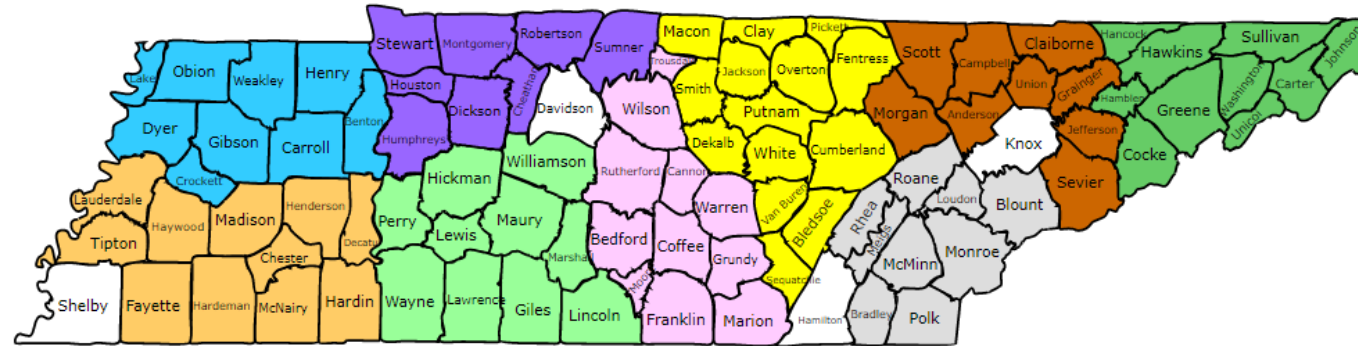 Stewart
Montgomery
Robertson
Sumner
Macon
Clay
Pickett
Scott
Campbell
Claiborne
Hancock
Hawkins
Sullivan
Johnson
Lake
Obion
Weakley
Henry
Houston
Dickson
Cheatham
Davidson
Trousdale
Wilson
Smith
Jackson
Overton
Fentress
Putnam
Morgan
Anderson
Union
Grainger
Hamblen
Greene
Washington
Carter
Unicoi
Dyer
Gibson
Carroll
Benton
Humphreys
Dekalb
White
Cumberland
Knox
Jefferson
Cocke
Crockett
Williamson
Rutherford
Cannon
Roane
Loudon
Blount
Sevier
Lauderdale
Haywood
Madison
Henderson
Decatu
Hickman
Perry
Lewis
Maury
Warren
Van Buren
Bledsoe
Rhea
Meigs
Tipton
Chester
Marshall
Bedford
Coffee
Grundy
Sequatchie
McMinn
Monroe
Shelby
Fayette
Hardeman
McNairy
Hardin
Wayne
Lawrence
Giles
Lincoln
Moore
Franklin
Marion
Hamilton
Bradley
Polk